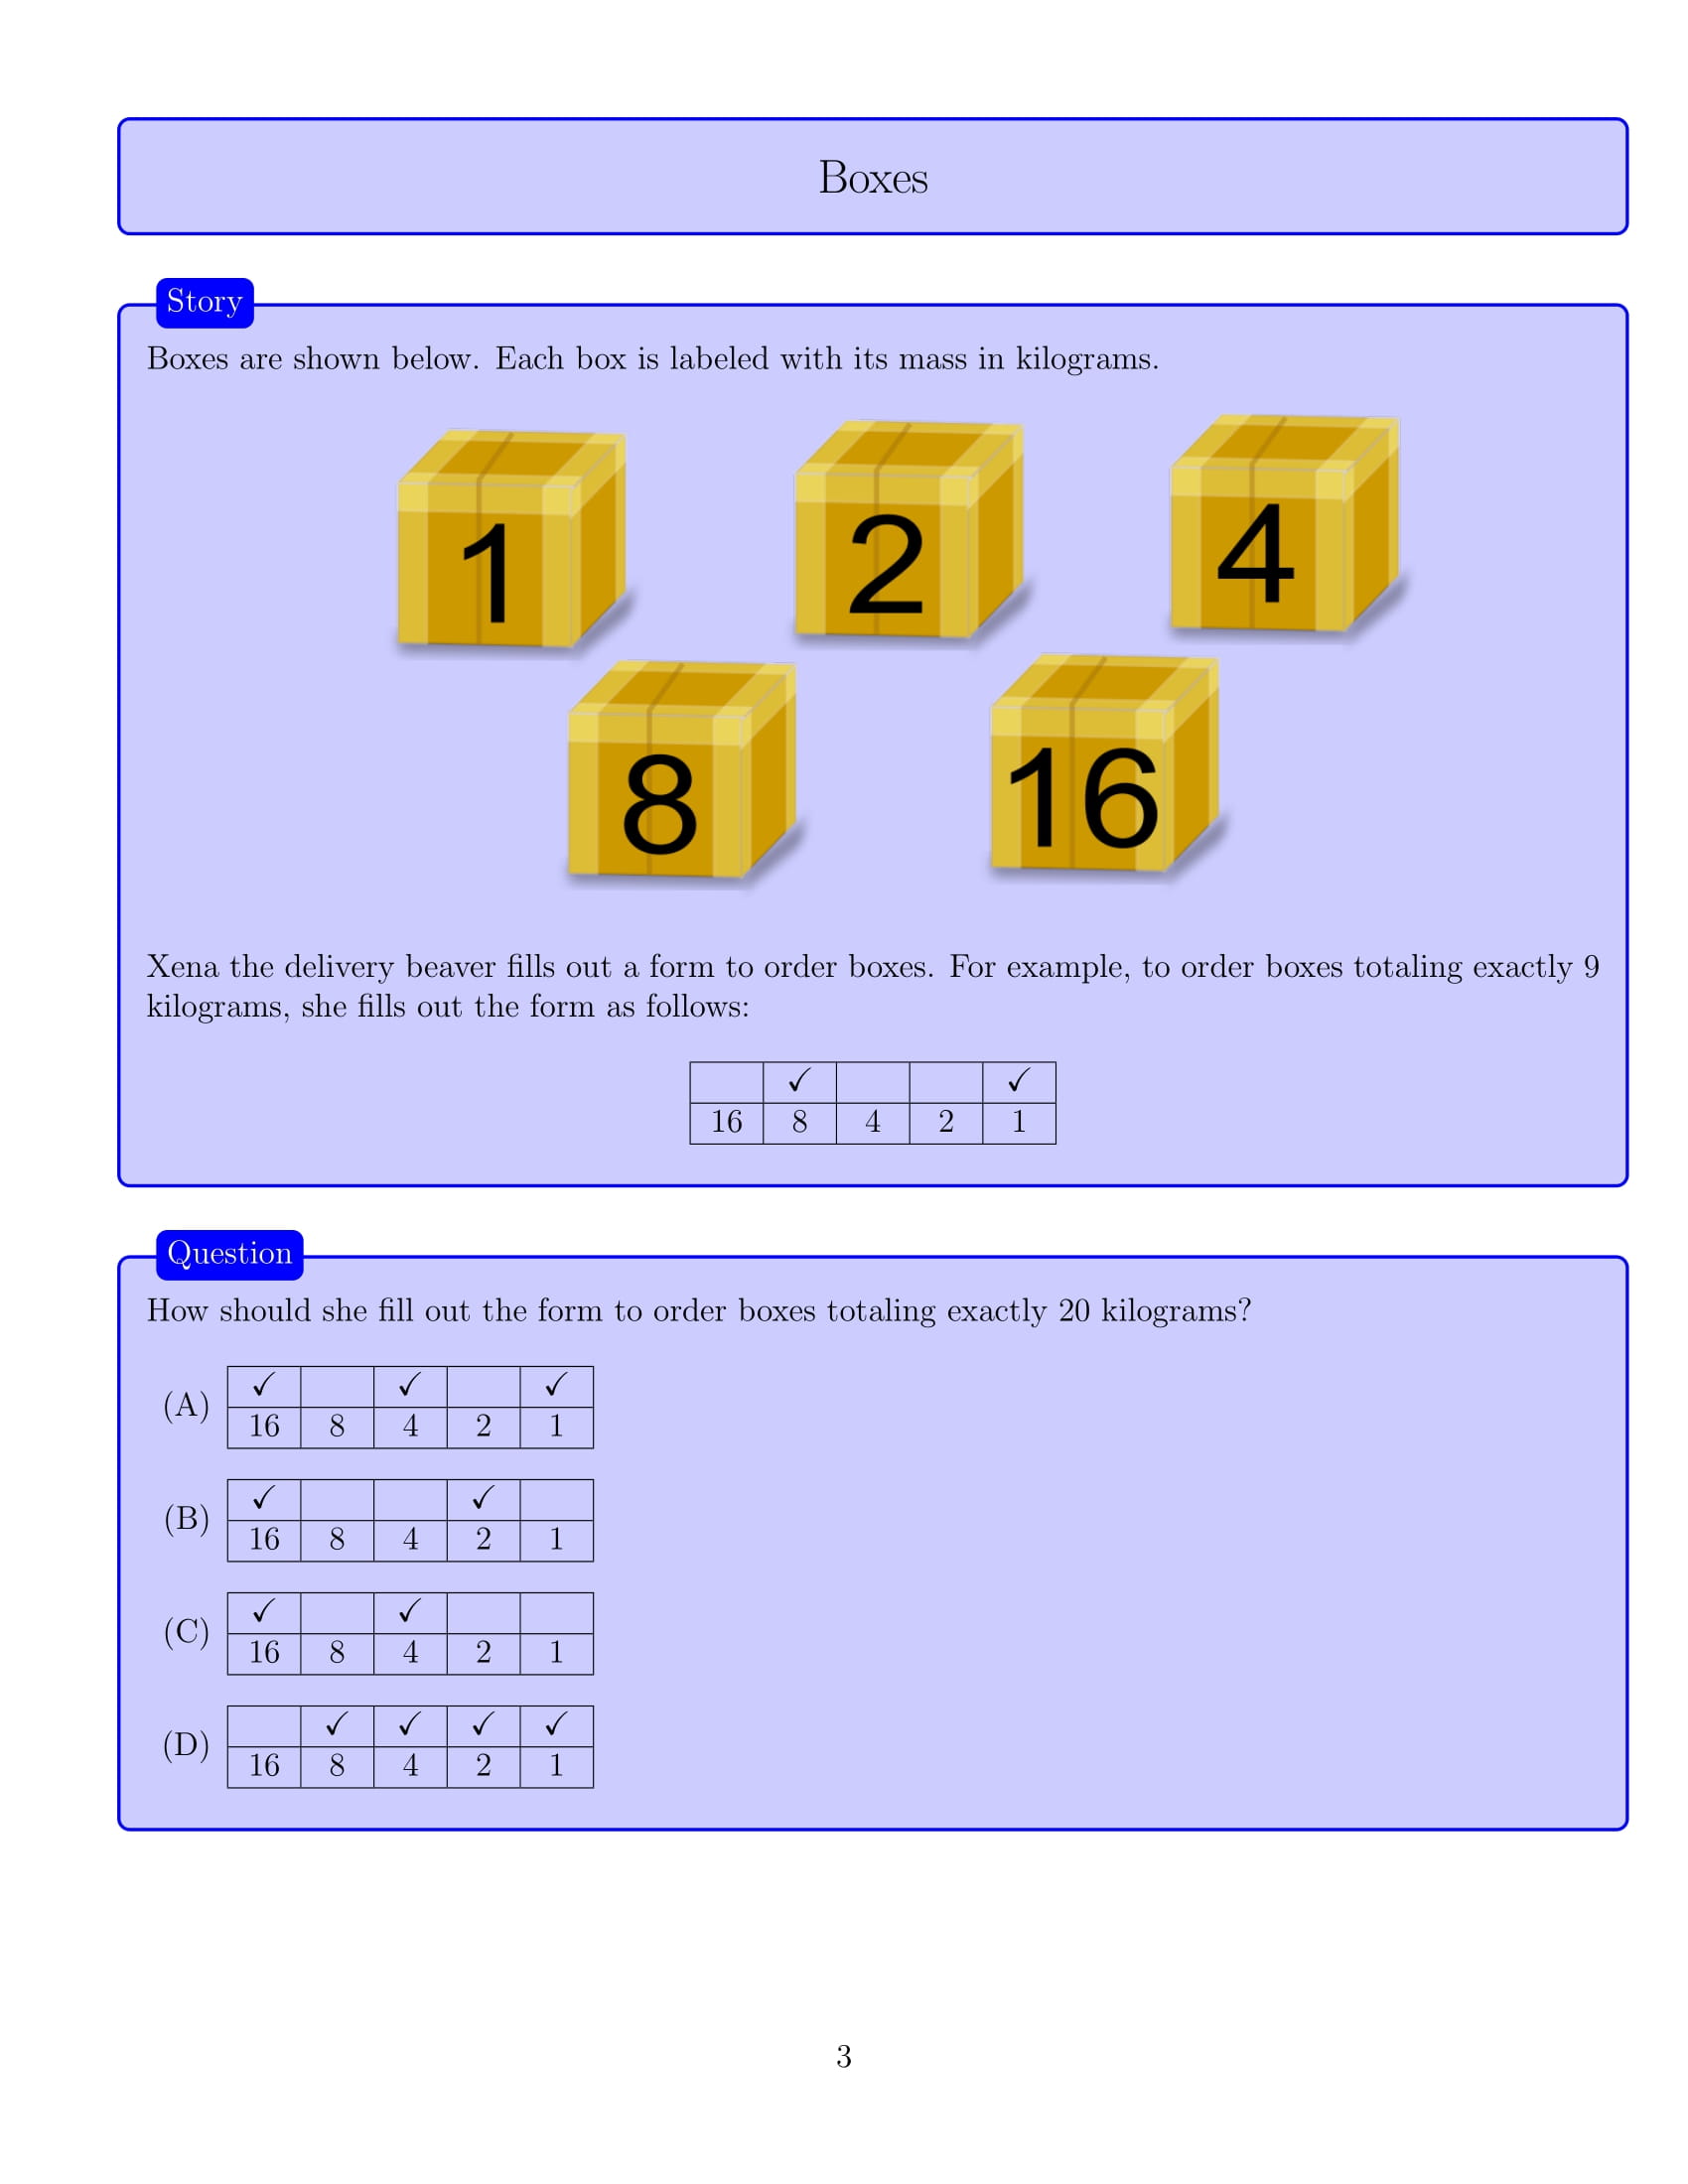 Boxes
Story
Boxes are shown below. Each box is labeled with its mass in kilograms.
1 2 4
8 16
Xena the delivery beaver fills out a form to order boxes. For example, to order boxes totaling exactly 9
kilograms, she fills out the form as follows:
✓ ✓
16 8 4 2 1
Question
How should she fill out the form to order boxes totaling exactly 20 kilograms?
(A)
✓ ✓ ✓
16 8 4 2 1
(B)
✓ ✓
16 8 4 2 1
(C)
✓ ✓
16 8 4 2 1
(D)
✓ ✓ ✓ ✓
16 8 4 2 1
3